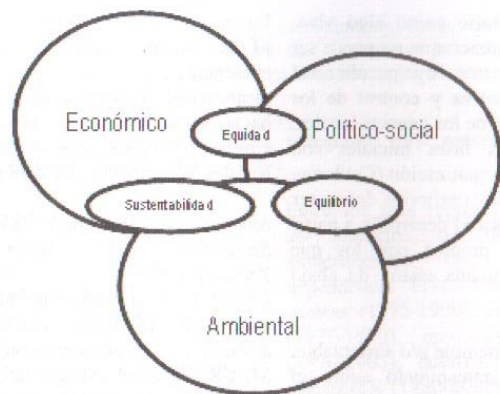 Económico
Equidad
Político-social
Sustentabilidad
Equilibrio
Ambiental